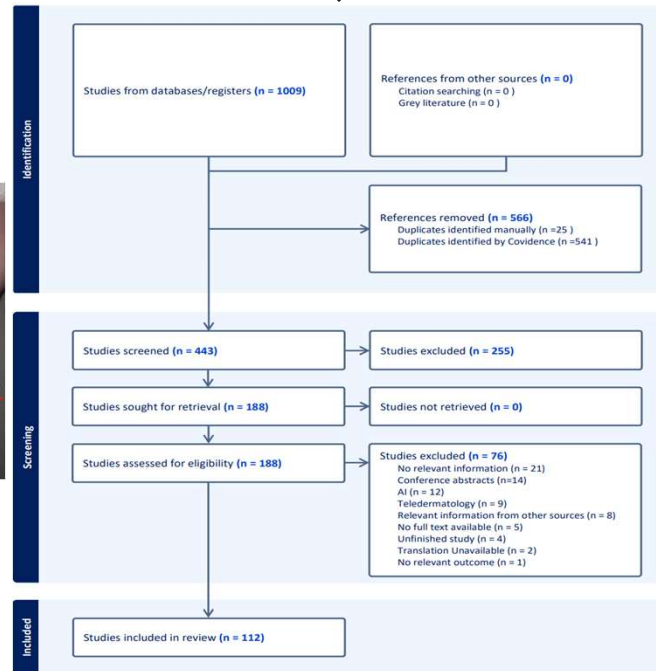 Identification
Studies from databases/registers (n = 1009)
References from other sources (n = 0)
Citation searching (n = 0 )
Grey literature (n = 0 )
References removed (n = 566)
Duplicates identified manually (n =25 )
Duplicates identified by Covidence (n =541 )
Screening
Studies screened (n = 443)
Studies excluded (n = 255)
Studies sought for retrieval (n = 188)
Studies not retrieved (n = 0)
Studies assessed for eligibility (n = 188)
Studies excluded (n = 76)
No relevant information (n = 21)
Conference abstracts (n=14)
AI (n = 12)
Teledermatology (n = 9)
Relevant information from other sources (n = 8)
No full text available (n = 5)
Unfinished study (n = 4)
Translation Unavailable (n = 2)
No relevant outcome (n = 1)
Included
Studies included in review (n = 112)